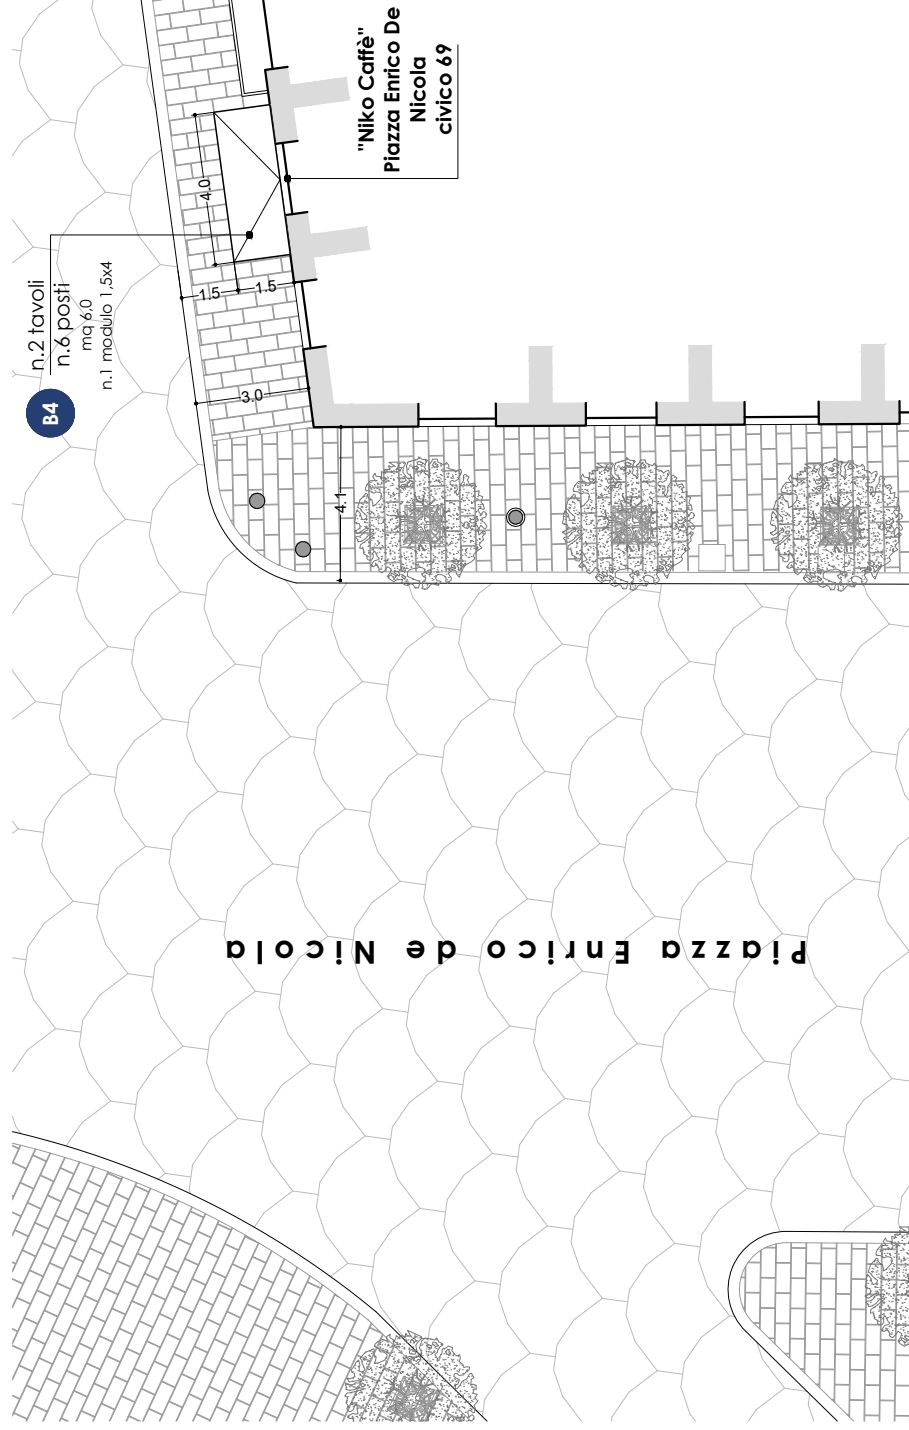 B4
n.2 tavoli
n.6 posti
mq 6,0
n.1 modulo 1,5x4
"Niko Caffè"
Piazza Enrico De
Nicola
civico 69
4.0
1.5
1.5
3.0
4.1
Piazza Enrico de Nicola